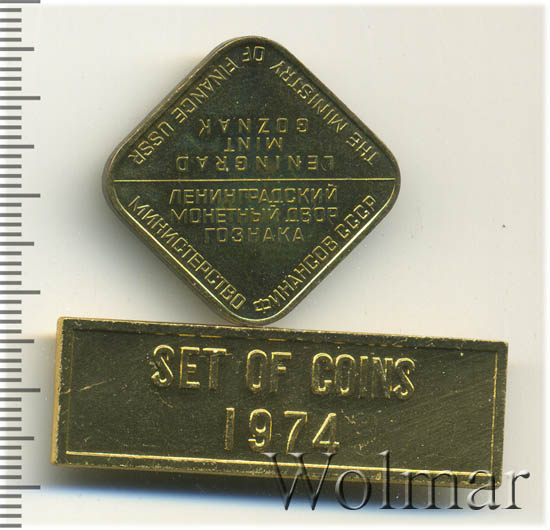 THE MINISTRY OF FINANCE USSR
LENINGRAD
MINT
GOZNAK
ЛЕНИНГРАДСКИЙ
МОНЕТНЫЙ ДВОР
ГОЗНАКА
МИНИСТЕРСТВО ФИНАНСОВ СССР
SET OF COINS
1974
Wolmar